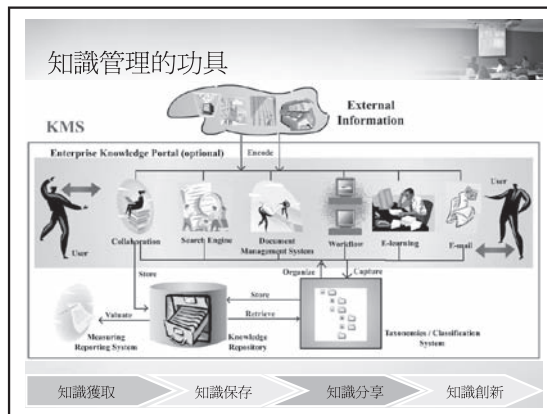 知識管理的功具
External
Information
KMS
Enterprise Knowledge Portal (optional)
Encode
User
Collaboration
Search Engine
Document
Management System
Workflow
E-learning
E-mail
User
Store
Organize
Capture
Store
Valuate
Retrieve
Measuring
Reporting System
Knowledge
Repository
Taxonomies / Classification
System
知識獲取
知識保存
知識分享
知識創新